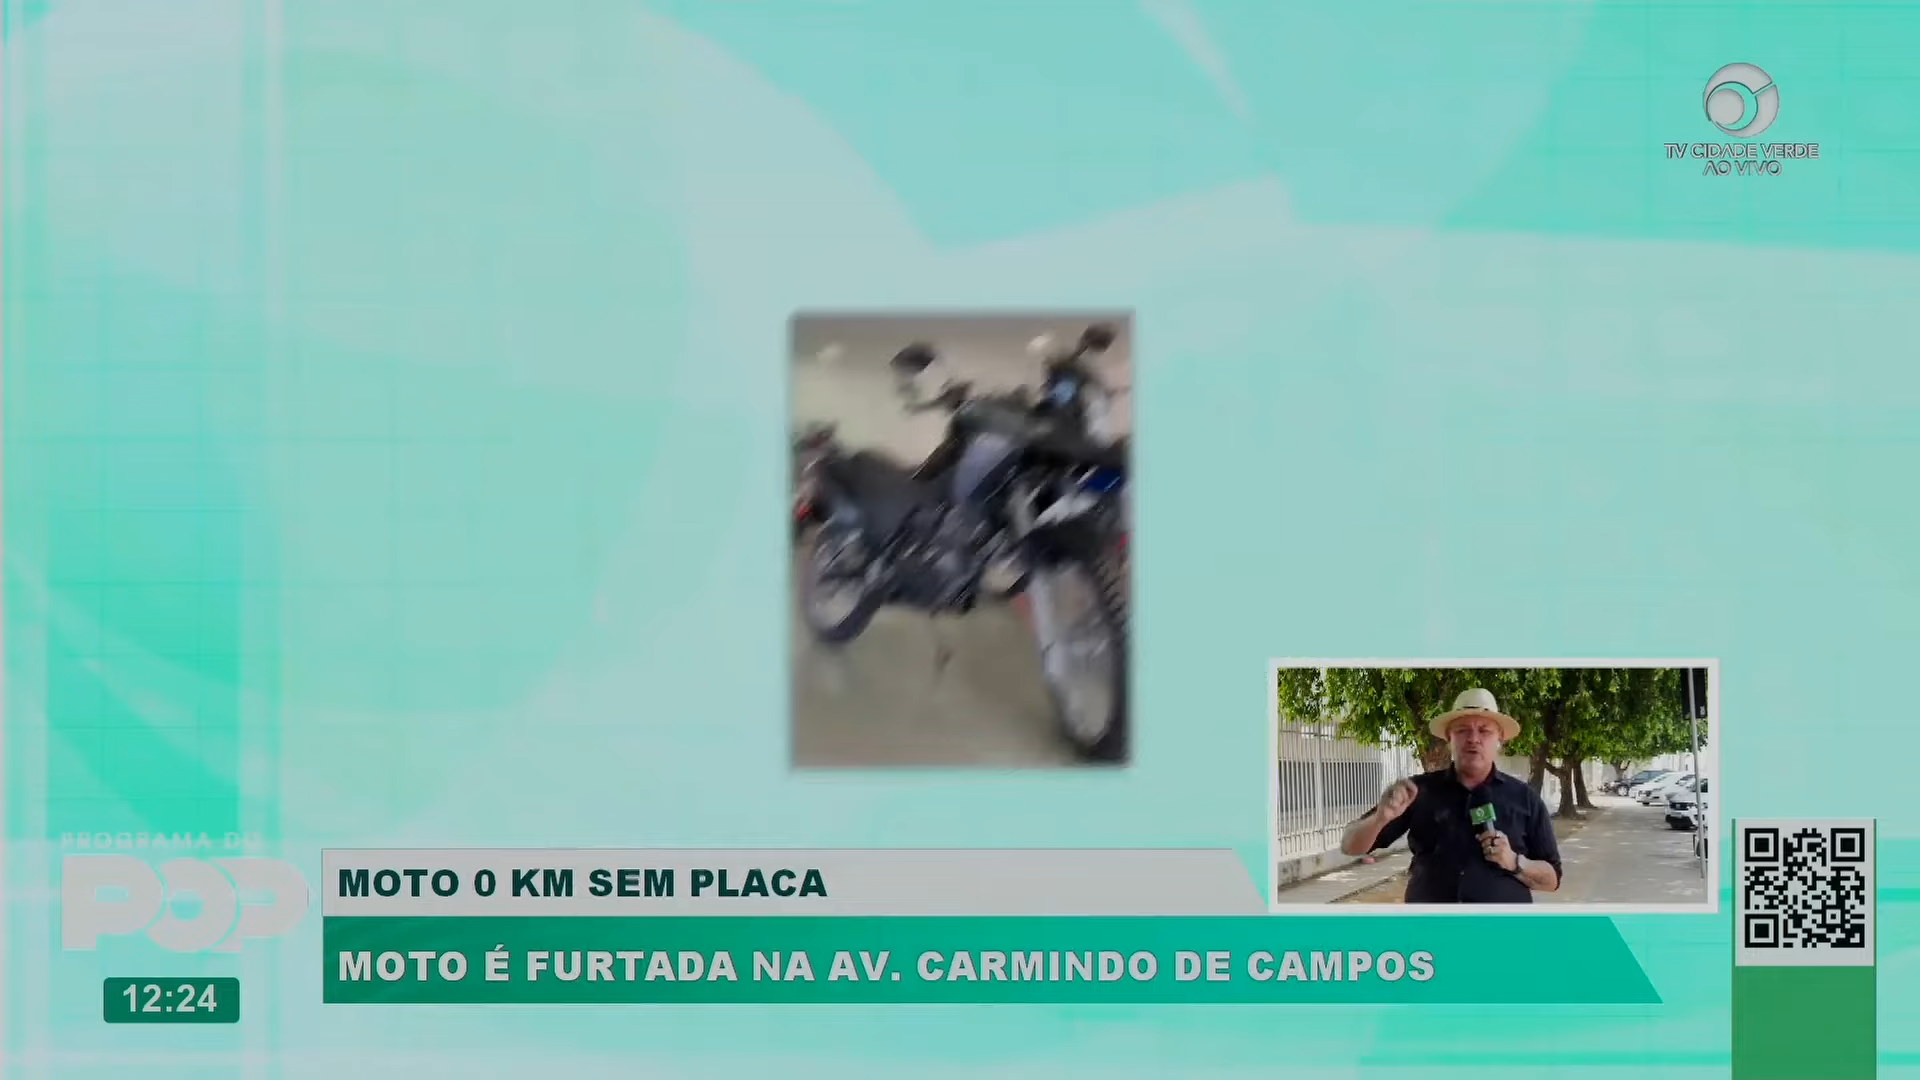 TV CIDADE VERDE
AO VIVO
PROGRAMA DO
POP
MOTO 0 KM SEM PLACA
MOTO É FURTADA NA AV. CARMINDO DE CAMPOS
12:24